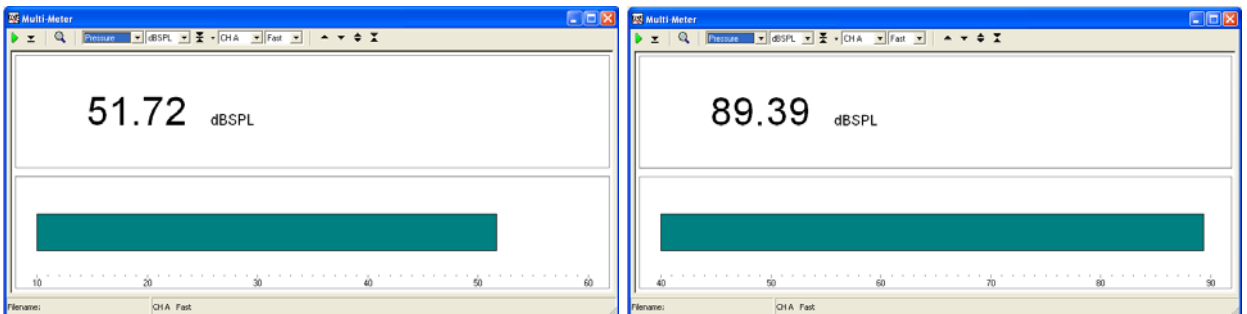 Multi-Meter
Pressure dBSPL CH A Fast
51.72 dBSPL
10 20 30 40 50 60
Filename: CH A Fast
Multi-Meter
Pressure dBSPL CH A Fast
89.39 dBSPL
40 50 60 70 80 90
Filename: CH A Fast